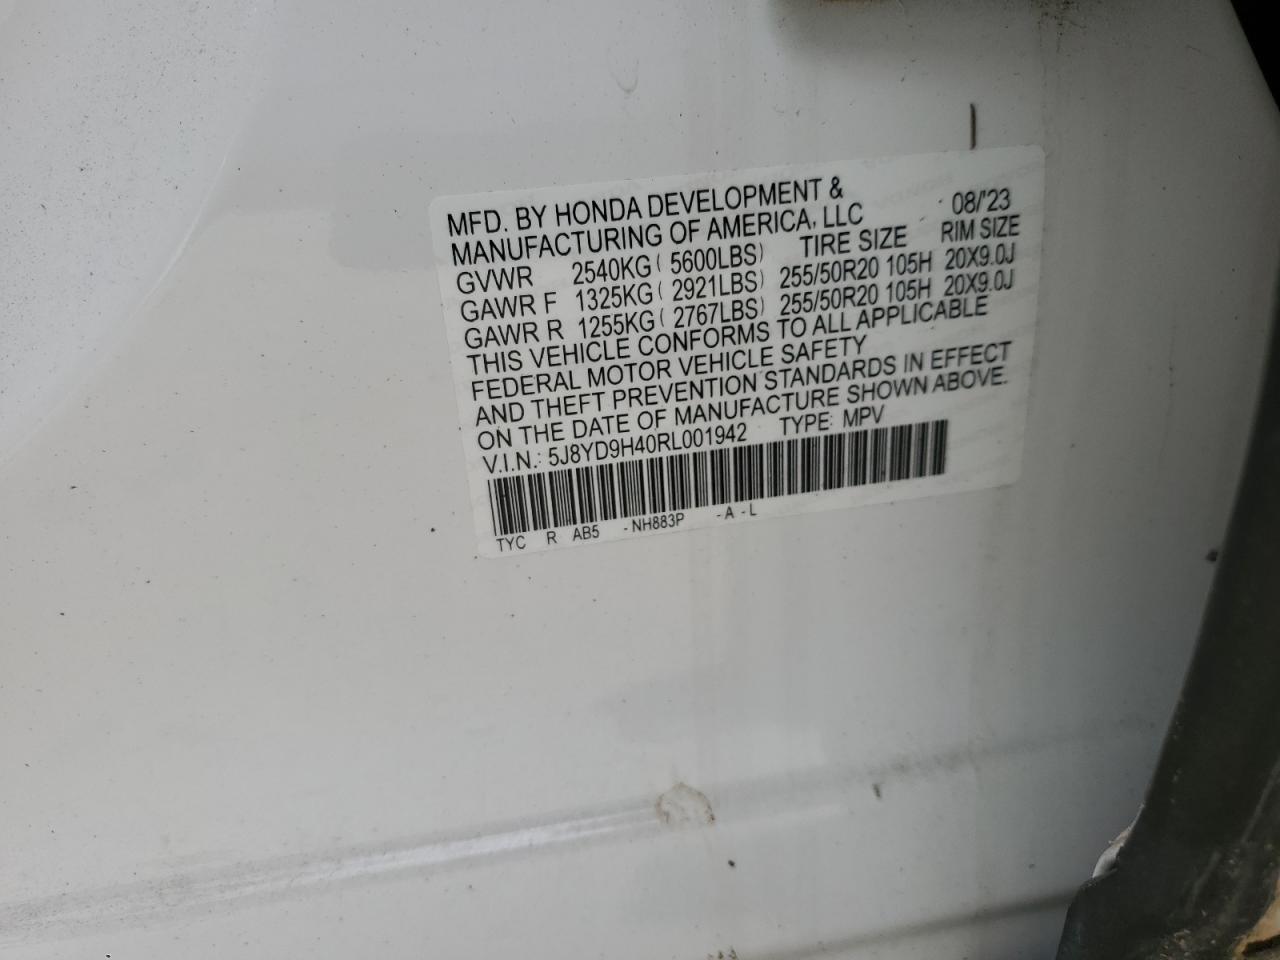 MFD. BY HONDA DEVELOPMENT &
MANUFACTURING OF AMERICA, LLC 08/'23
GVWR 2540KG ( 5600LBS) TIRE SIZE RIM SIZE
GAWR F 1325KG ( 2921LBS) 255/50R20 105H 20X9.0J
GAWR R 1255KG ( 2767LBS) 255/50R20 105H 20X9.0J
THIS VEHICLE CONFORMS TO ALL APPLICABLE
FEDERAL MOTOR VEHICLE SAFETY
AND THEFT PREVENTION STANDARDS IN EFFECT
ON THE DATE OF MANUFACTURE SHOWN ABOVE.
V.I.N.: 5J8YD9H40RL001942 TYPE: MPV
TYC R AB5 -NH883P -A -L